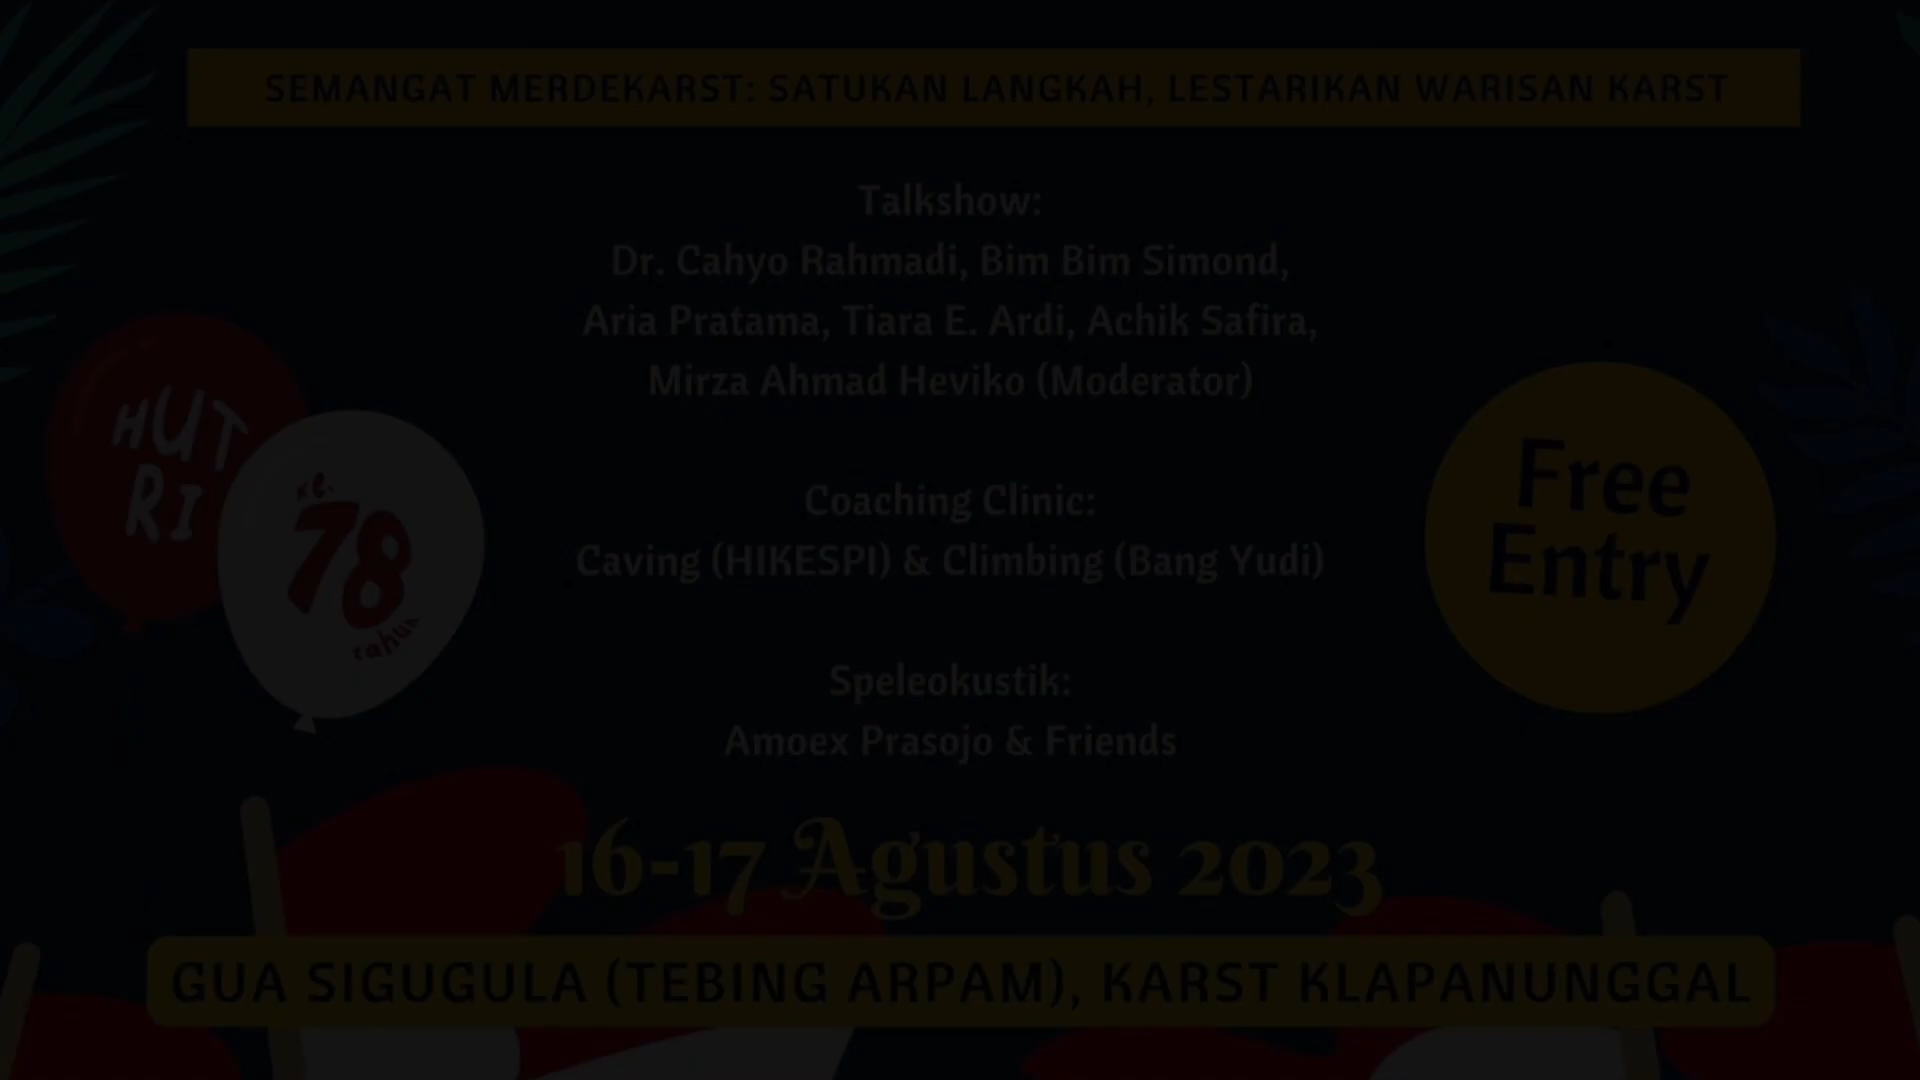 SEMANGAT MERDEKARST: SATUKAN LANGKAH, LESTARIKAN WARISAN KARST
Talkshow:
Dr. Cahyo Rahmadi, Bim Bim Simond,
Aria Pratama, Tiara E. Ardi, Achik Safira,
Mirza Ahmad Heviko (Moderator)
HUT
RI
ke.
78
tahun
Coaching Clinic:
Caving (HIKESPI) & Climbing (Bang Yudi)
Free
Entry
Speleokustik:
Amoex Prasojo & Friends
16-17 Agustus 2023
GUA SIGUGULA (TEBING ARPAM), KARST KLAPANUNGGAL